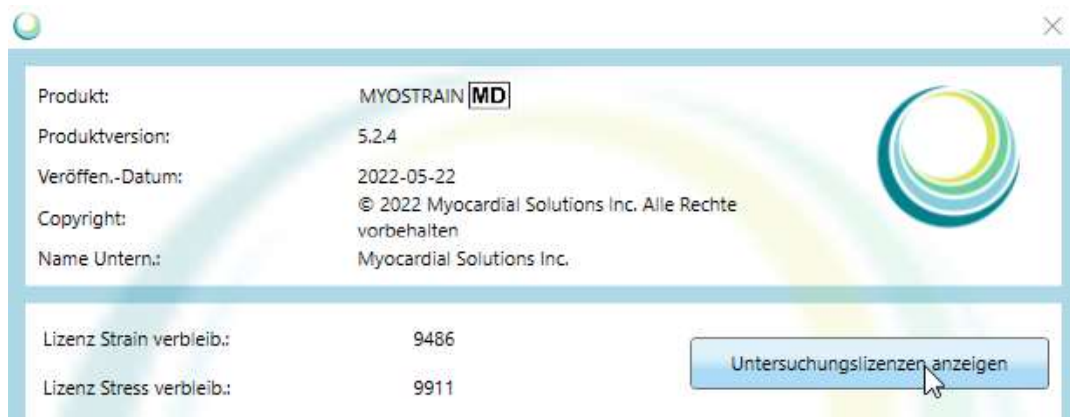 Produkt: MYOSTRAIN MD
Produktversion: 5.2.4
Veröffen.-Datum: 2022-05-22
Copyright: © 2022 Myocardial Solutions Inc. Alle Rechte
vorbehalten
Name Untern.: Myocardial Solutions Inc.
Lizenz Strain verbleib.: 9486
Untersuchungslizenzen anzeigen
Lizenz Stress verbleib.: 9911